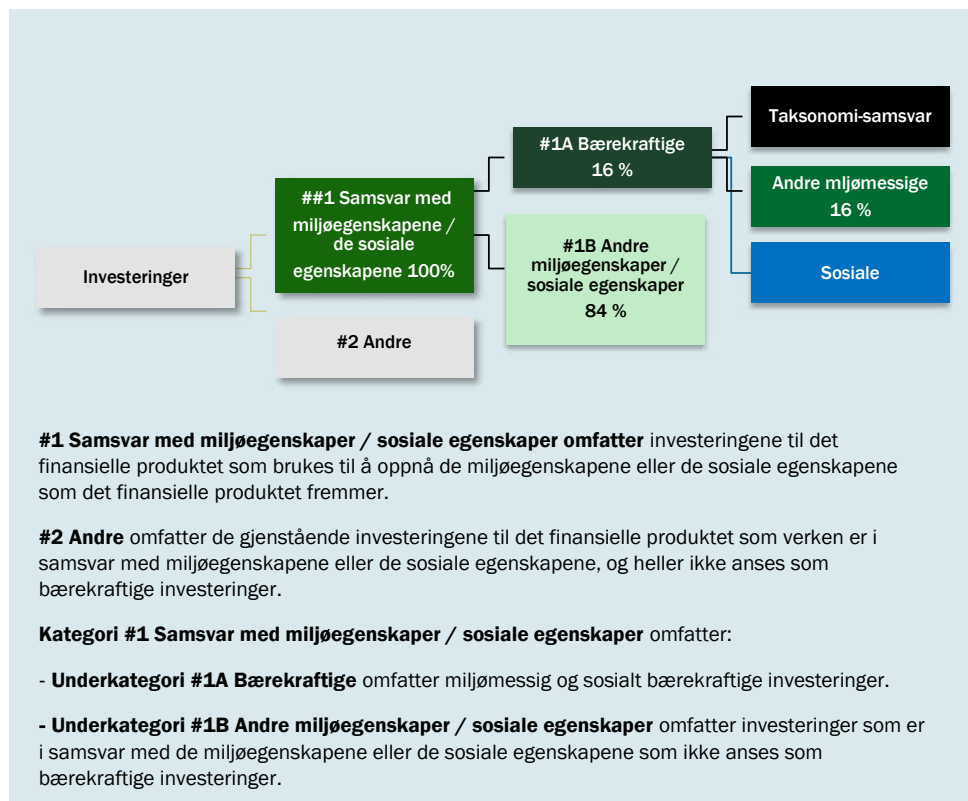 Taksonomi-samsvar
#1A Bærekraftige
16 %
Andre mljømessige
16 %
##1 Samsvar med
miljøegenskapene /
de sosiale
egenskapene 100%
#1B Andre
miljøegenskaper /
sosiale egenskaper
84 %
Sosiale
Investeringer
#2 Andre
#1 Samsvar med miljøegenskaper / sosiale egenskaper omfatter investeringene til det
finansielle produktet som brukes til å oppnå de miljøegenskapene eller de sosiale egenskapene
som det finansielle produktet fremmer.
#2 Andre omfatter de gjenstående investeringene til det finansielle produktet som verken er i
samsvar med miljøegenskapene eller de sosiale egenskapene, og heller ikke anses som
bærekraftige investeringer.
Kategori #1 Samsvar med miljøegenskaper / sosiale egenskaper omfatter:
- Underkategori #1A Bærekraftige omfatter miljømessig og sosialt bærekraftige investeringer.
- Underkategori #1B Andre miljøegenskaper / sosiale egenskaper omfatter investeringer som er
i samsvar med de miljøegenskapene eller de sosiale egenskapene som ikke anses som
bærekraftige investeringer.